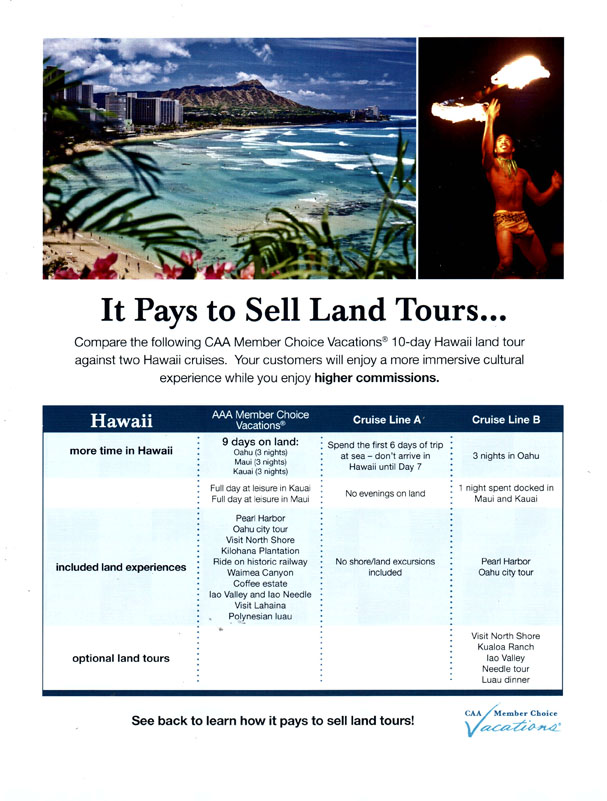 It Pays to Sell Land Tours...
Compare the following CAA Member Choice Vacations® 10-day Hawaii land tour
against two Hawaii cruises. Your customers will enjoy a more immersive cultural
experience while you enjoy higher commissions.
Hawaii
AAA Member Choice
Vacations®
Cruise Line A
Cruise Line B
more time in Hawaii
9 days on land:
Oahu (3 nights)
Maui (3 nights)
Kauai (3 nights)
Spend the first 6 days of trip
at sea – don't arrive in
Hawaii until Day 7
3 nights in Oahu
Full day at leisure in Kauai
Full day at leisure in Maui
No evenings on land
1 night spent docked in
Maui and Kauai
included land experiences
Pearl Harbor
Oahu city tour
Visit North Shore
Kilohana Plantation
Ride on historic railway
Waimea Canyon
Coffee estate
Iao Valley and Iao Needle
Visit Lahaina
Polynesian luau
No shore/land excursions
included
Pearl Harbor
Oahu city tour
optional land tours
Visit North Shore
Kualoa Ranch
Iao Valley
Needle tour
Luau dinner
See back to learn how it pays to sell land tours!
CAA Member Choice
Vacations®